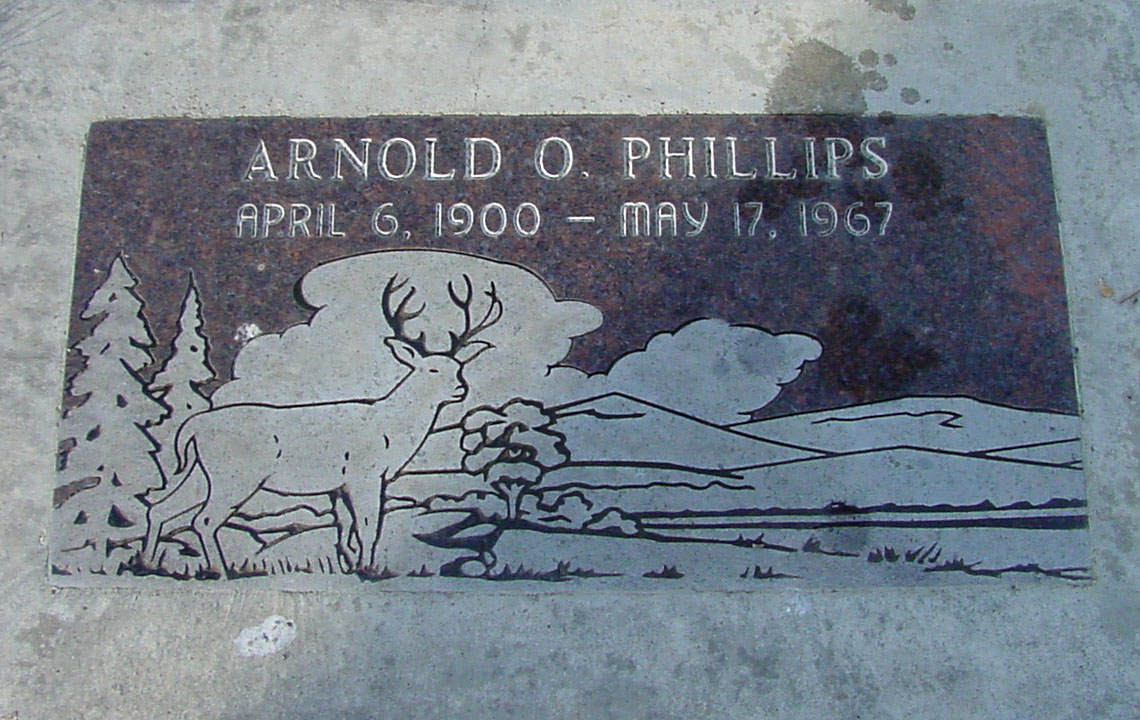 ARNOLD O. PHILLIPS
APRIL 6, 1900 — MAY 17, 1967